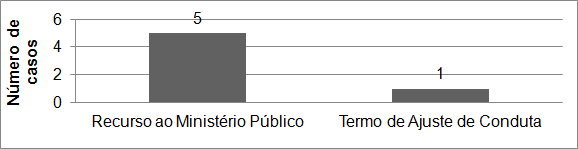 Número de
casos
6
4
2
0
5
1
Recurso ao Ministério Público
Termo de Ajuste de Conduta